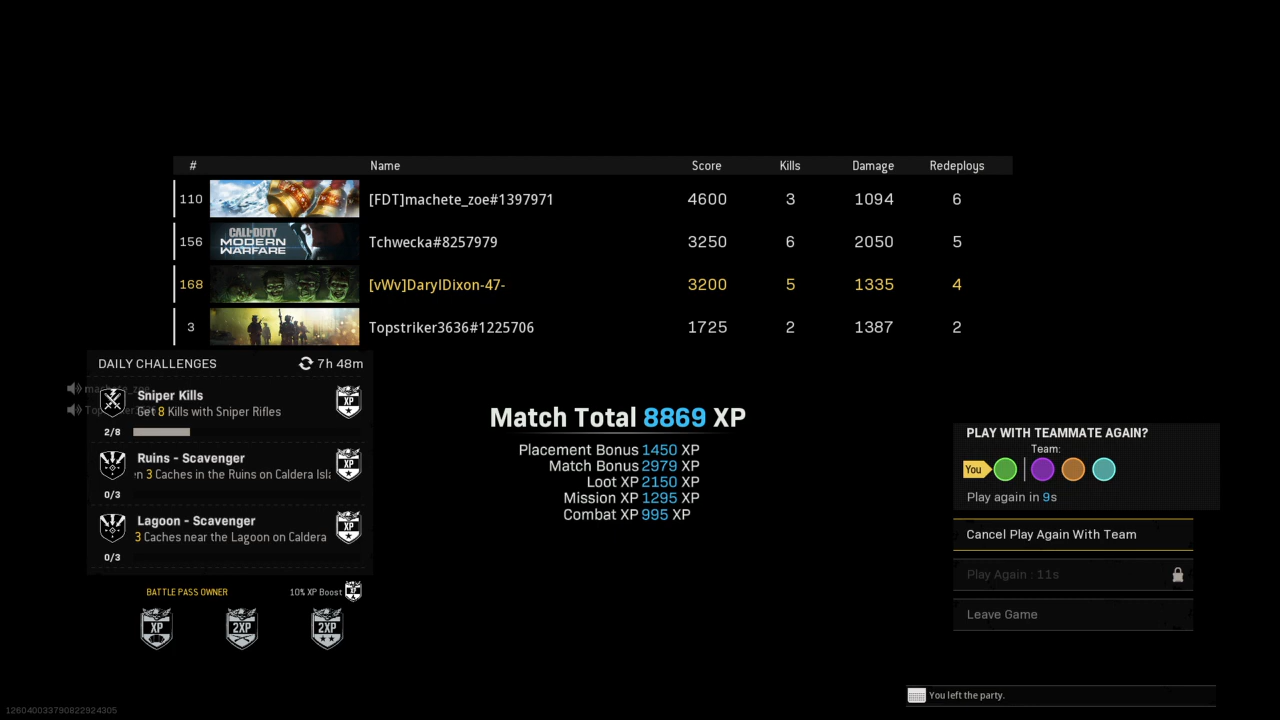 # Name Score Kills Damage Redeploys
110 [FDT]machete_zoe#1397971 4600 3 1094 6
CALL·DUTY
MODERN
WARFARE
156 Tchwecka#8257979 3250 6 2050 5
168 [vWv]DarylDixon-47- 3200 5 1335 4
3 Topstriker3636#1225706 1725 2 1387 2
DAILY CHALLENGES 7h 48m
machete_zoe
Sniper Kills
XP
Get 8 Kills with Sniper Rifles
2/8
Ruins - Scavenger
XP
en 3 Caches in the Ruins on Caldera Isla
0/3
Lagoon - Scavenger
XP
3 Caches near the Lagoon on Caldera
0/3
BATTLE PASS OWNER 10% XP Boost
XP 2XP 2XP
Match Total 8869 XP
Placement Bonus 1450 XP
Match Bonus 2979 XP
Loot XP 2150 XP
Mission XP 1295 XP
Combat XP 995 XP
PLAY WITH TEAMMATE AGAIN?
Team:
You
Play again in 9s
Cancel Play Again With Team
Play Again : 11s
Leave Game
You left the party.
12604003379082292​4305